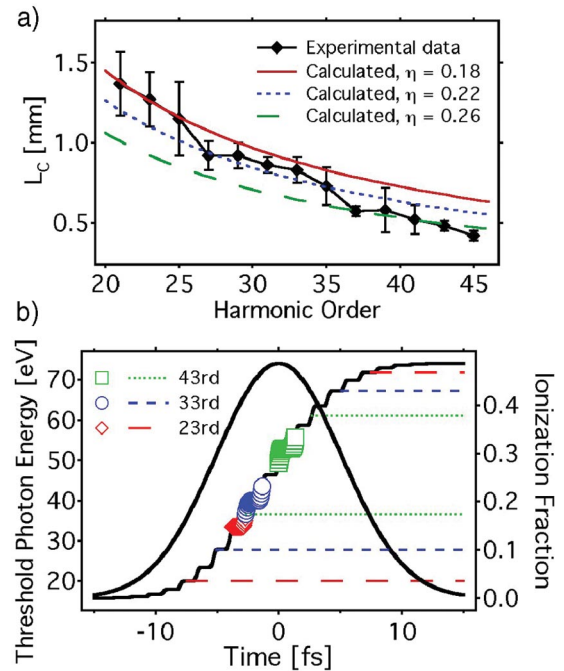 a)
Experimental data
Calculated, η = 0.18
Calculated, η = 0.22
Calculated, η = 0.26
L_C [mm]
1.5
1.0
0.5
20 25 30 35 40 45
Harmonic Order
b)
Threshold Photon Energy [eV]
70
60
50
40
30
20
43rd
33rd
23rd
0.4
0.3
0.2
0.1
0.0
Ionization Fraction
-10 0 10
Time [fs]